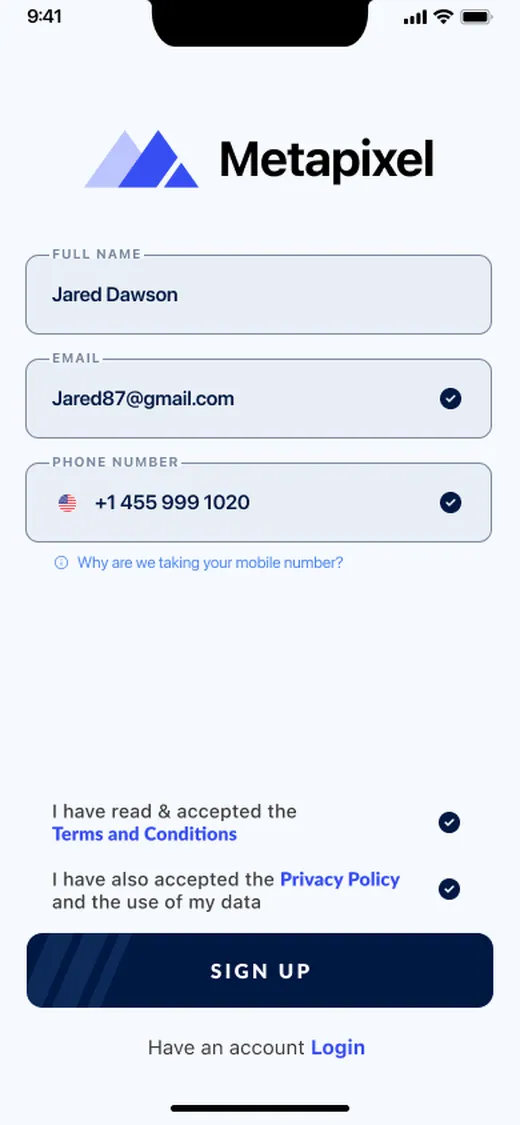 9:41
Metapixel
FULL NAME
Jared Dawson
EMAIL
Jared87@gmail.com
PHONE NUMBER
+1 455 999 1020
Why are we taking your mobile number?
I have read & accepted the
Terms and Conditions
I have also accepted the Privacy Policy
and the use of my data
SIGN UP
Have an account Login